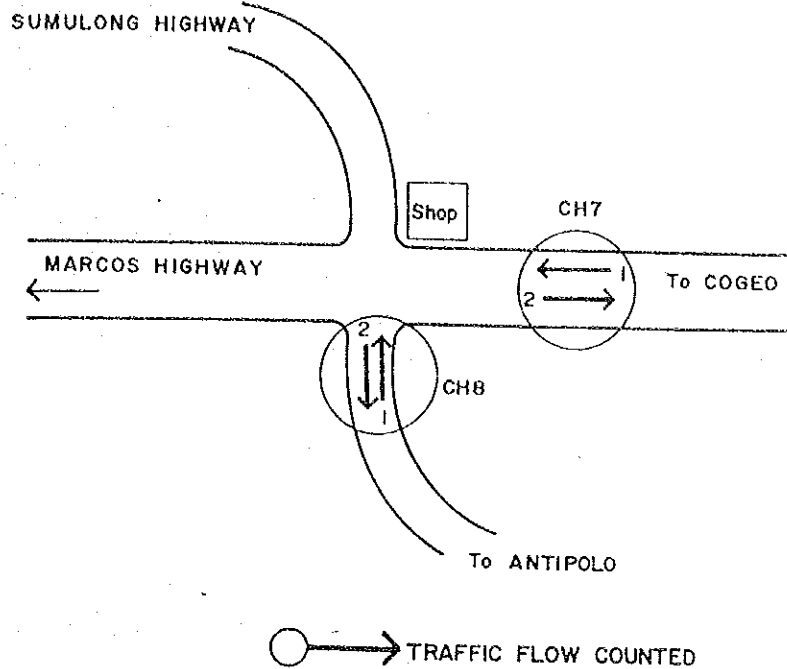 SUMULONG HIGHWAY
Shop
CH7
MARCOS HIGHWAY
1
2
To COGEO
2
1
CH8
To ANTIPOLO
TRAFFIC FLOW COUNTED